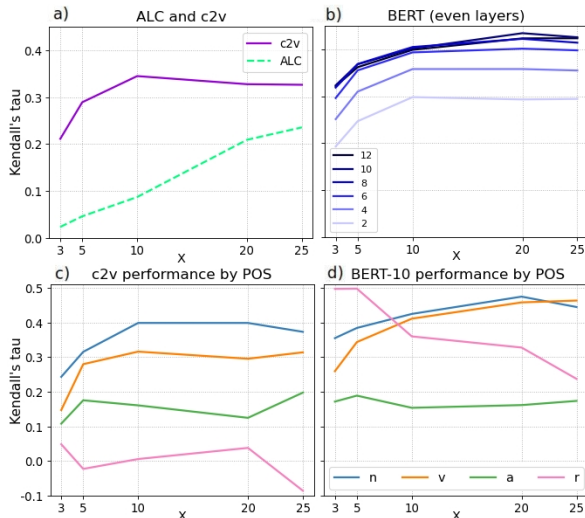 a) ALC and c2v
b) BERT (even layers)
Kendall's tau
0.4
0.3
0.2
0.1
0.0
c2v
ALC
12
10
8
6
4
2
3 5 10 20 25
X
3 5 10 20 25
X
c) c2v performance by POS
d) BERT-10 performance by POS
Kendall's tau
0.5
0.4
0.3
0.2
0.1
0.0
-0.1
n v a r
3 5 10 20 25
X
3 5 10 20 25
X